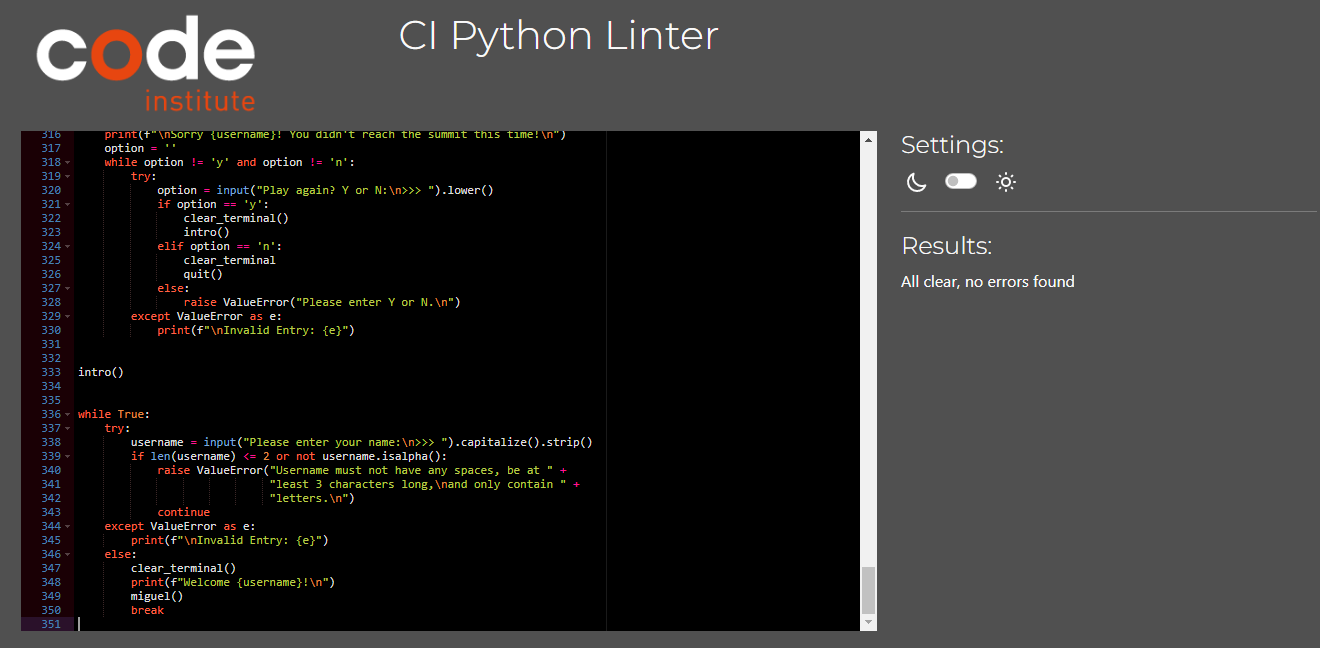 code
institute
CI Python Linter
316 print(f"\nSorry {username}! You didn't reach the summit this time!\n")
317 option = ''
318 while option != 'y' and option != 'n':
319 try:
320 option = input("Play again? Y or N:\n>>> ").lower()
321 if option == 'y':
322 clear_terminal()
323 intro()
324 elif option == 'n':
325 clear_terminal
326 quit()
327 else:
328 raise ValueError("Please enter Y or N.\n")
329 except ValueError as e:
330 print(f"\nInvalid Entry: {e}")
331
332
333 intro()
334
335
336 while True:
337 try:
338 username = input("Please enter your name:\n>>> ").capitalize().strip()
339 if len(username) <= 2 or not username.isalpha():
340 raise ValueError("Username must not have any spaces, be at " +
341 "least 3 characters long,\nand only contain " +
342 "letters.\n")
343 continue
344 except ValueError as e:
345 print(f"\nInvalid Entry: {e}")
346 else:
347 clear_terminal()
348 print(f"Welcome {username}!\n")
349 miguel()
350 break
351
Settings:
Results:
All clear, no errors found